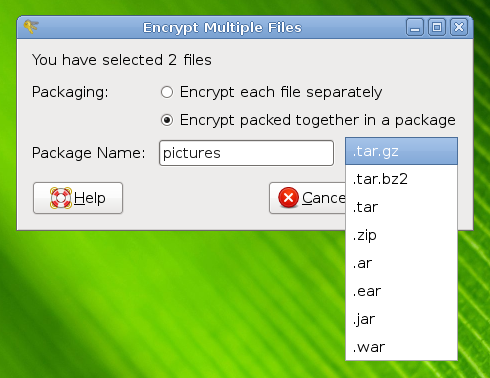 Encrypt Multiple Files
You have selected 2 files
Packaging:
Encrypt each file separately
Encrypt packed together in a package
Package Name: pictures .tar.gz
.tar.bz2
.tar
.zip
.ar
.ear
.jar
.war
Help
Cance